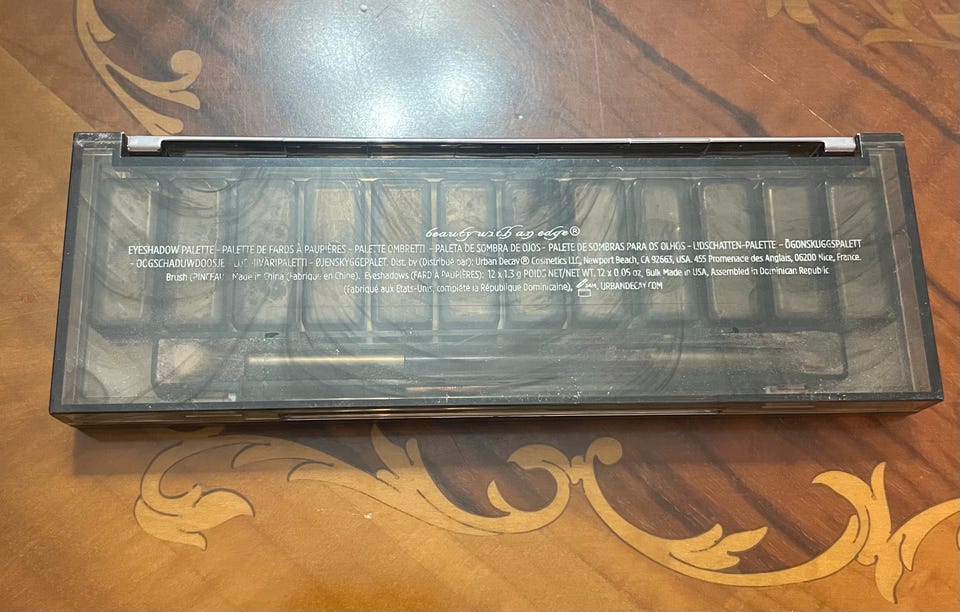 beauty with an edge®
EYESHADOW PALETTE - PALETTE DE FARDS À PAUPIÈRES - PALETTE OMBRETTI - PALETA DE SOMBRA DE OJOS - PALETE DE SOMBRAS PARA OS OLHOS - LIDSCHATTEN-PALETTE - ÖGONSKUGGSPALETT
- OOGSCHADUWDOOSJE - - ØJENSKYGGEPALET. Dist. by (Distribué par): Urban Decay® Cosmetics LLC, Newport Beach, CA 92663, USA. 455 Promenade des Anglais, 06200 Nice, France.
Brush Made in China (Fabriqué en Chine). Eyeshadows (FARD À PAUPIÈRES): 12 x 1.3 g POIDS NET/NET WT. 12 x 0.05 oz, Bulk Made in USA, Assembled in Dominican Republic
(Fabriqué aux États-Unis, complété la République Dominicaine), URBANDECAY.COM